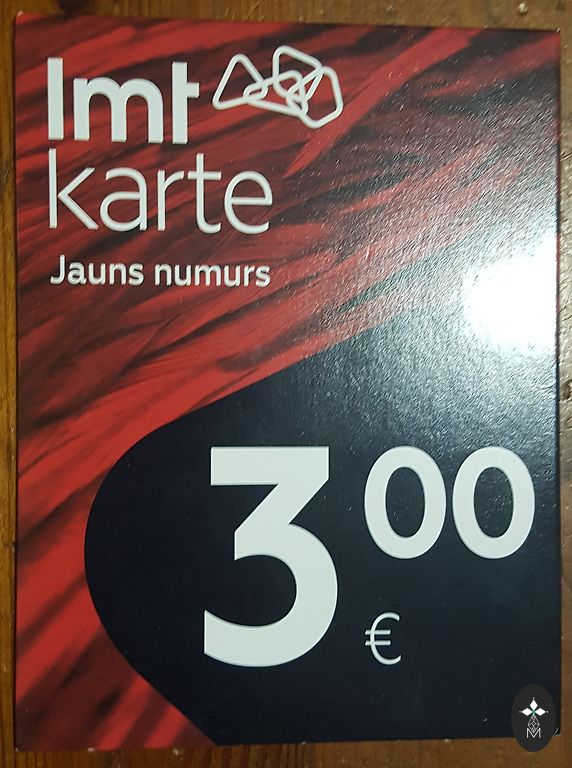 lmt
karte
Jauns numurs
3 00
€
M